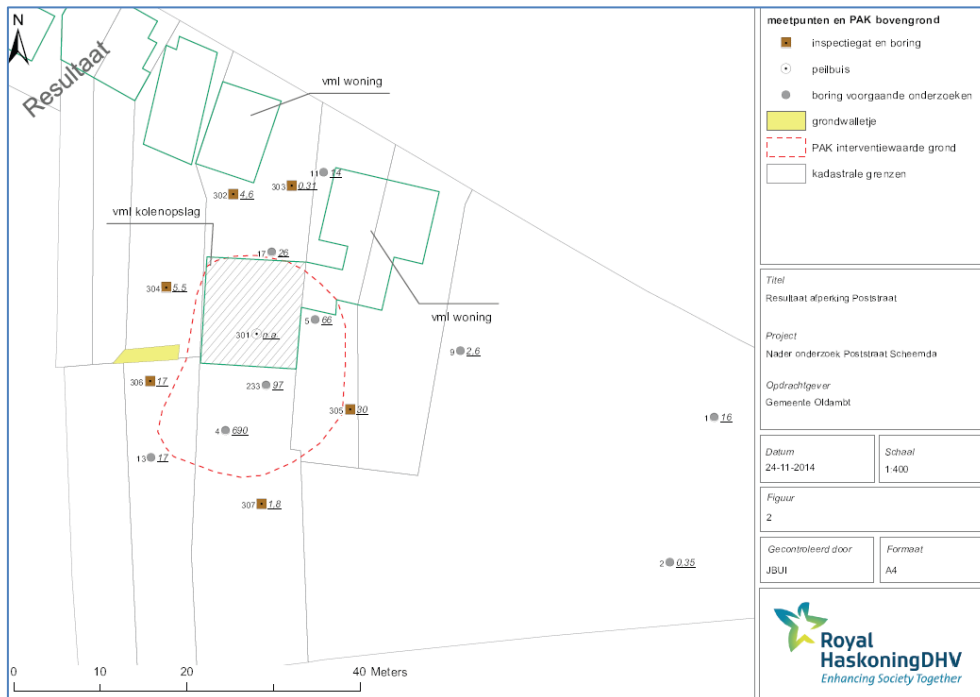 N
Resultaat
vml woning
11 14
303 0.31
302 4.6
vml kolenopslag
17 26
304 5.5
5 66
vml woning
301 n.a.
9 2.6
306 17
233 97
305 30
1 16
4 690
13 17
307 1.8
2 0.35
0 10 20 40 Meters
meetpunten en PAK bovengrond
inspectiegat en boring
peilbuis
boring voorgaande onderzoeken
grondwalletje
PAK interventiewaarde grond
kadastrale grenzen
Titel
Resultaat afperking Poststraat
Project
Nader onderzoek Poststraat Scheemda
Opdrachtgever
Gemeente Oldambt
Datum
24-11-2014
Schaal
1:400
Figuur
2
Gecontroleerd door
JBUI
Formaat
A4
Royal
HaskoningDHV
Enhancing Society Together